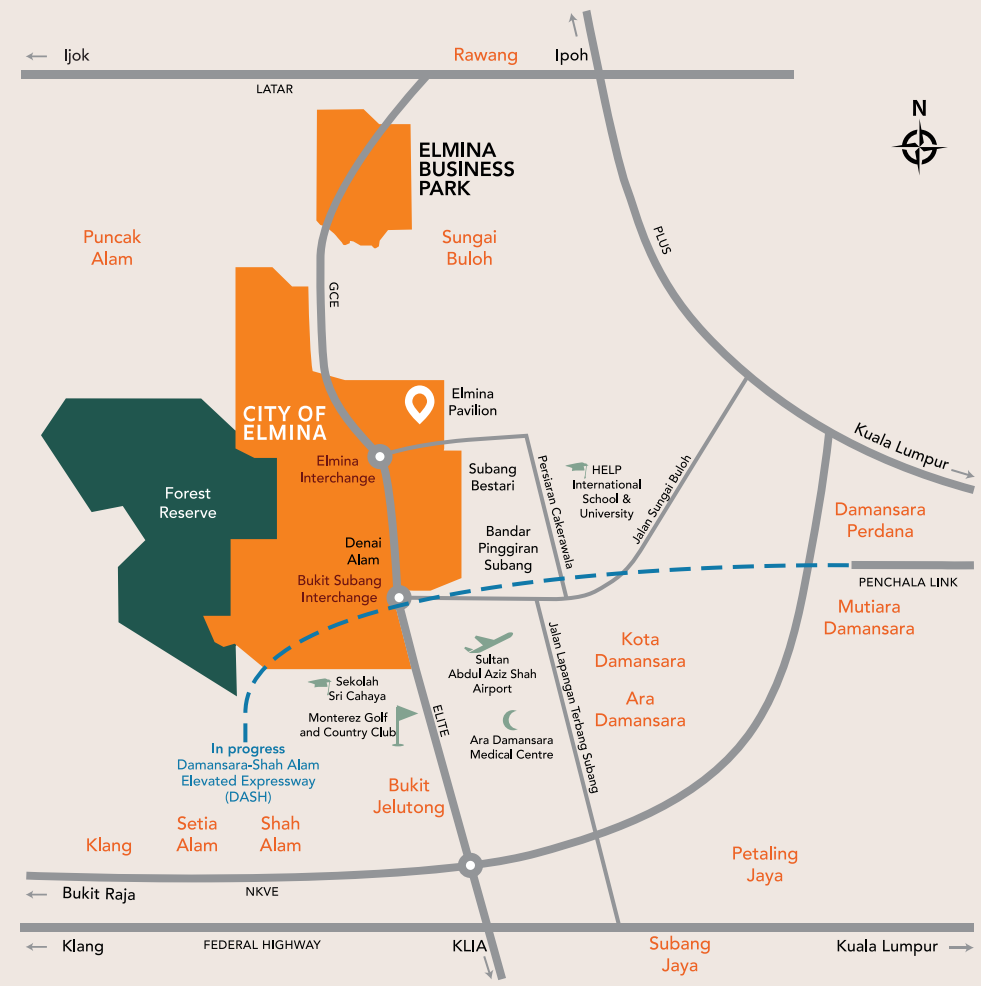 Ijok
Rawang
Ipoh
LATAR
N
ELMINA
BUSINESS
PARK
Puncak
Alam
Sungai
Buloh
PLUS
GCE
Elmina
Pavilion
CITY OF
ELMINA
Kuala Lumpur
Elmina
Interchange
Subang
Bestari
Persiaran Cakerawala
HELP
International
School &
University
Jalan Sungai Buloh
Forest
Reserve
Damansara
Perdana
Denai
Alam
Bandar
Pinggiran
Subang
Bukit Subang
Interchange
PENCHALA LINK
Mutiara
Damansara
Sultan
Abdul Aziz Shah
Airport
Jalan Lapangan Terbang Subang
Kota
Damansara
Sekolah
Sri Cahaya
Ara
Damansara
Monterez Golf
and Country Club
ELITE
Ara Damansara
Medical Centre
In progress
Damansara-Shah Alam
Elevated Expressway
(DASH)
Bukit
Jelutong
Klang
Setia
Alam
Shah
Alam
Petaling
Jaya
Bukit Raja
NKVE
Klang
FEDERAL HIGHWAY
KLIA
Subang
Jaya
Kuala Lumpur